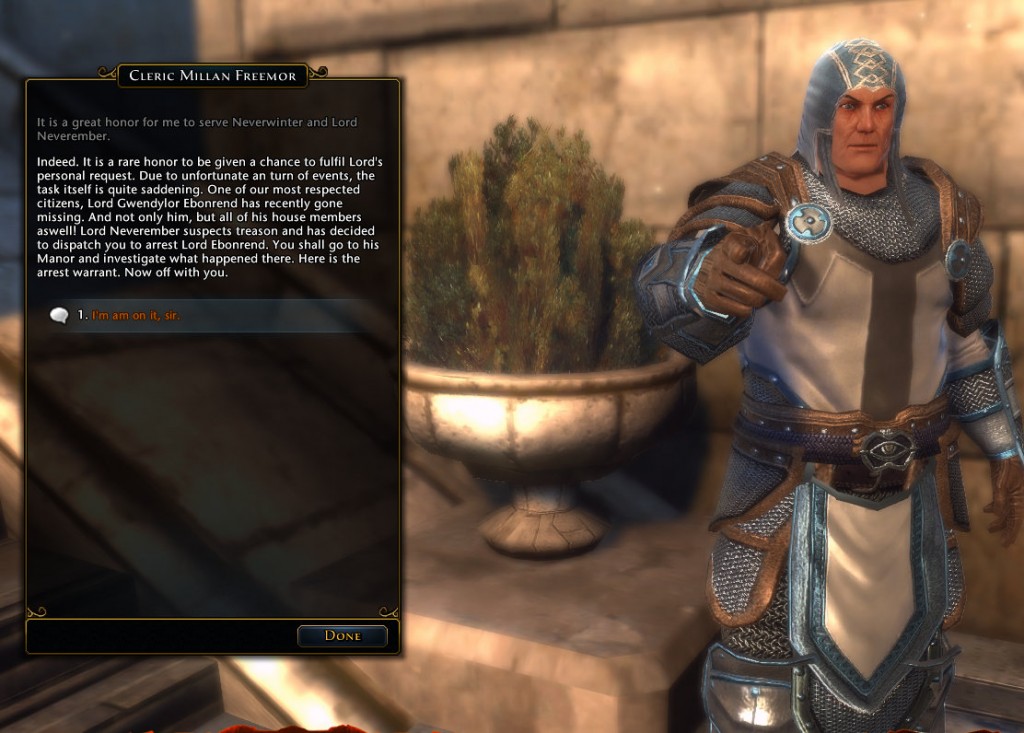 Cleric Millan Freemor
It is a great honor for me to serve Neverwinter and Lord
Neverember.
Indeed. It is a rare honor to be given a chance to fulfil Lord's
personal request. Due to unfortunate an turn of events, the
task itself is quite saddening. One of our most respected
citizens, Lord Gwendylor Ebonrend has recently gone
missing. And not only him, but all of his house members
aswell! Lord Neverember suspects treason and has decided
to dispatch you to arrest Lord Ebonrend. You shall go to his
Manor and investigate what happened there. Here is the
arrest warrant. Now off with you.
1. I'm am on it, sir.
Done